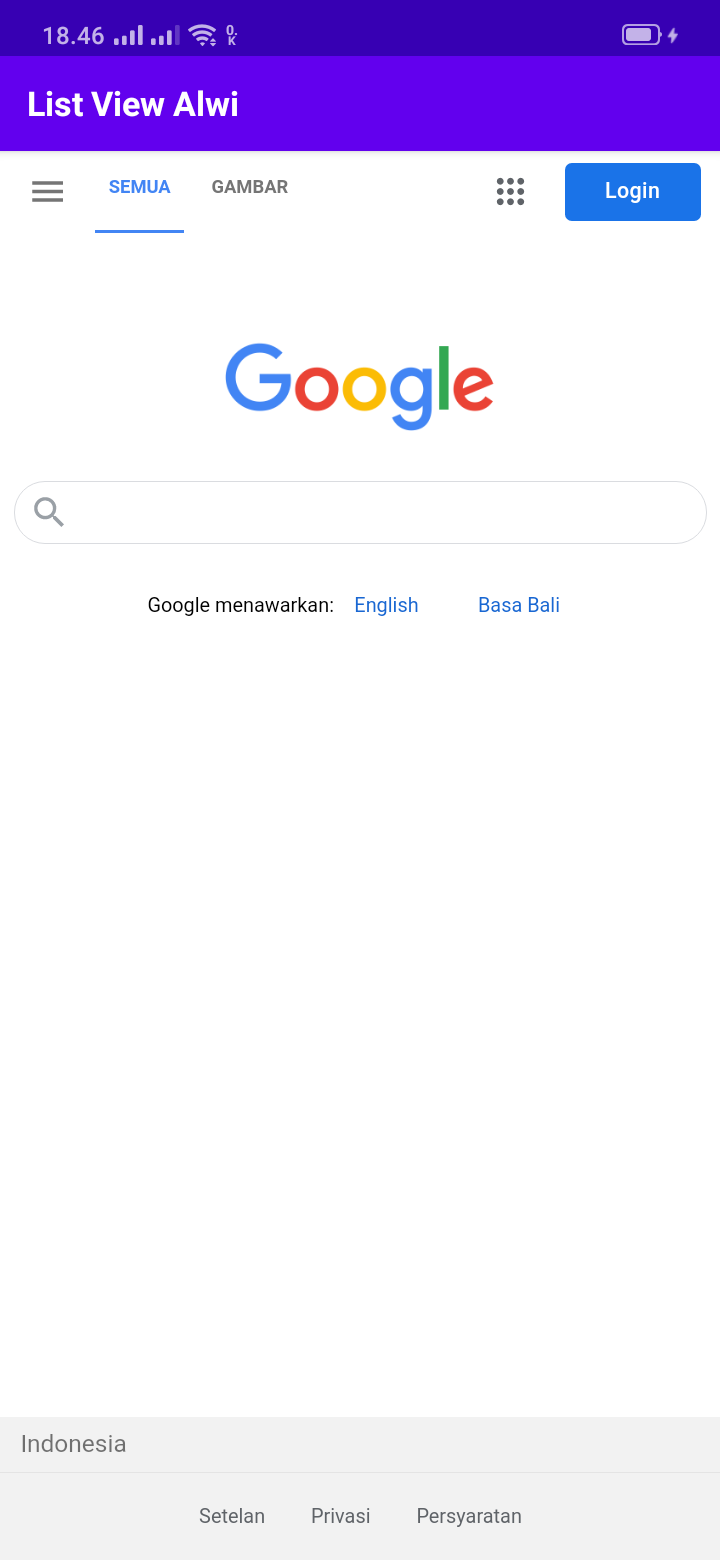 18.46 0. K
List View Alwi
SEMUA GAMBAR Login
Google
Google menawarkan: English Basa Bali
Indonesia
Setelan Privasi Persyaratan